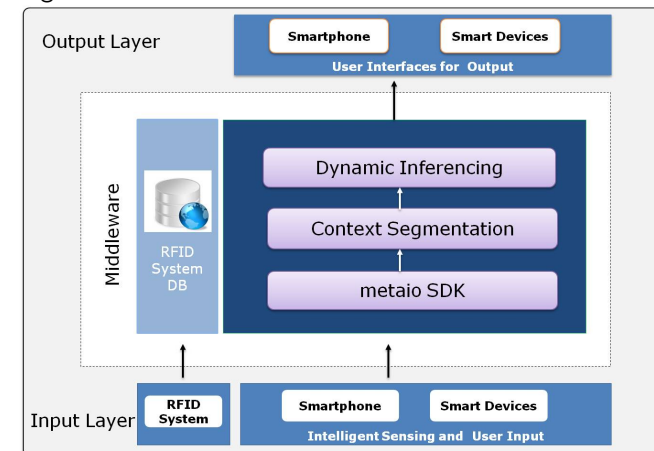 Output Layer
Smartphone
Smart Devices
User Interfaces for Output
Middleware
RFID
System
DB
Dynamic Inferencing
Context Segmentation
metaio SDK
Input Layer
RFID
System
Smartphone
Smart Devices
Intelligent Sensing and User Input